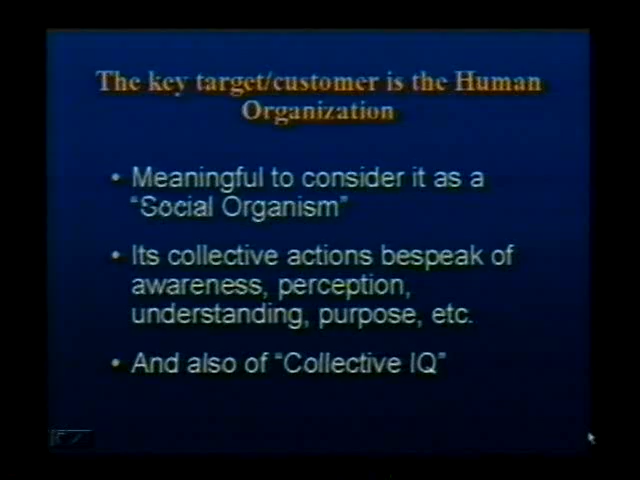 The key target/customer is the Human
Organization
• Meaningful to consider it as a
“Social Organism”
• Its collective actions bespeak of
awareness, perception,
understanding, purpose, etc.
• And also of “Collective IQ”